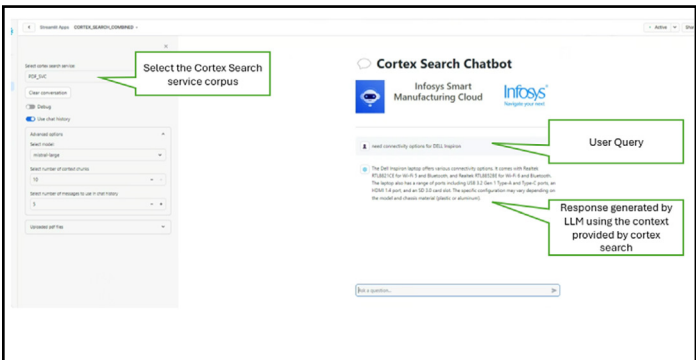 Streamlit Apps CORTEX_SEARCH_COMBINED
Active
Select cortex search service:
PDF_SVC
Clear conversation
Debug
Use chat history
Advanced options
Select model:
mistral-large
Select number of context chunks
10
Select number of messages to use in chat history
5
Uploaded pdf files
Select the Cortex Search
service corpus
Cortex Search Chatbot
Infosys Smart
Manufacturing Cloud
Infosys
Navigate your next
need connectivity options for DELL Inspiron
User Query
The Dell Inspiron laptop offers various connectivity options. It comes with Realtek
RTL8821CE for Wi-Fi 5 and Bluetooth, and Realtek RTL8852BE for Wi-Fi 6 and Bluetooth.
The laptop also has a range of ports including USB 3.2 Gen 1 Type-A and Type-C ports, an
HDMI 1.4 port, and an SD 3.0 card slot. The specific configuration may vary depending on
the model and chassis material (plastic or aluminum).
Response generated by
LLM using the context
provided by cortex
search
Ask a question...